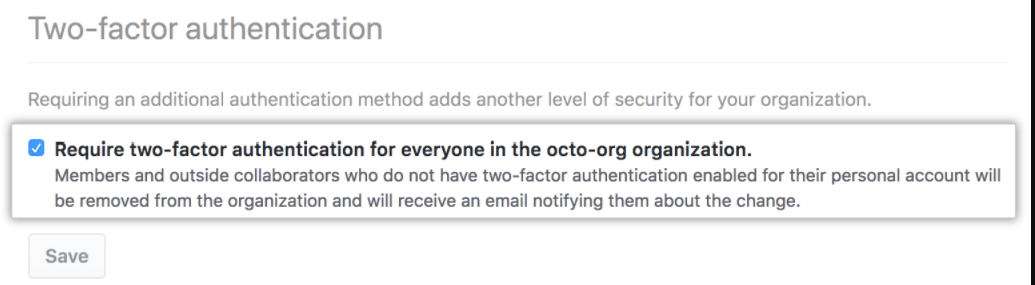 Two-factor authentication
Requiring an additional authentication method adds another level of security for your organization.
Require two-factor authentication for everyone in the octo-org organization.
Members and outside collaborators who do not have two-factor authentication enabled for their personal account will
be removed from the organization and will receive an email notifying them about the change.
Save